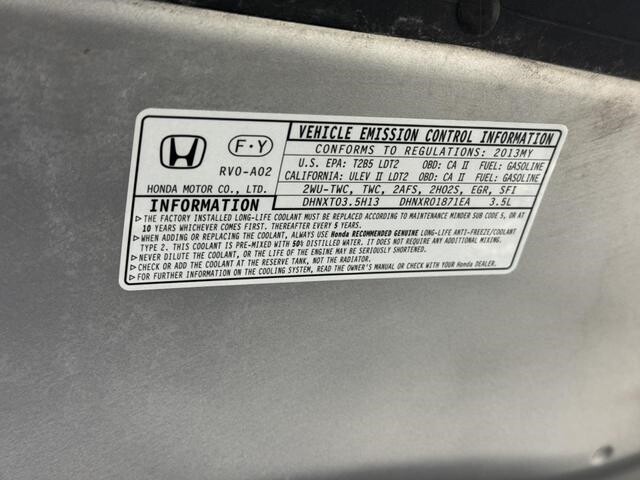 F-Y
RV0-A02
HONDA MOTOR CO., LTD.
VEHICLE EMISSION CONTROL INFORMATION
CONFORMS TO REGULATIONS: 2013MY
U.S. EPA: T2B5 LDT2 OBD: CA II FUEL: GASOLINE
CALIFORNIA: ULEV II LDT2 OBD: CA II FUEL: GASOLINE
2WU-TWC, TWC, 2AFS, 2HO2S, EGR, SFI
DHNXT03.5H13 DHNXR0187IEA 3.5L
INFORMATION
▷THE FACTORY INSTALLED LONG-LIFE COOLANT MUST BE REPLACED ACCORDING TO MAINTENANCE MINDER SUB CODE 5, OR AT
10 YEARS WHICHEVER COMES FIRST. THEREAFTER EVERY 5 YEARS.
▷WHEN ADDING OR REPLACING THE COOLANT, ALWAYS USE Honda RECOMMENDED GENUINE LONG-LIFE ANTI-FREEZE/COOLANT
TYPE 2. THIS COOLANT IS PRE-MIXED WITH 50% DISTILLED WATER. IT DOES NOT REQUIRE ANY ADDITIONAL MIXING.
▷NEVER DILUTE THE COOLANT, OR THE LIFE OF THE ENGINE MAY BE SERIOUSLY SHORTENED.
▷CHECK OR ADD THE COOLANT AT THE RESERVE TANK, NOT THE RADIATOR.
▷FOR FURTHER INFORMATION ON THE COOLING SYSTEM, READ THE OWNER'S MANUAL OR CHECK WITH YOUR Honda DEALER.